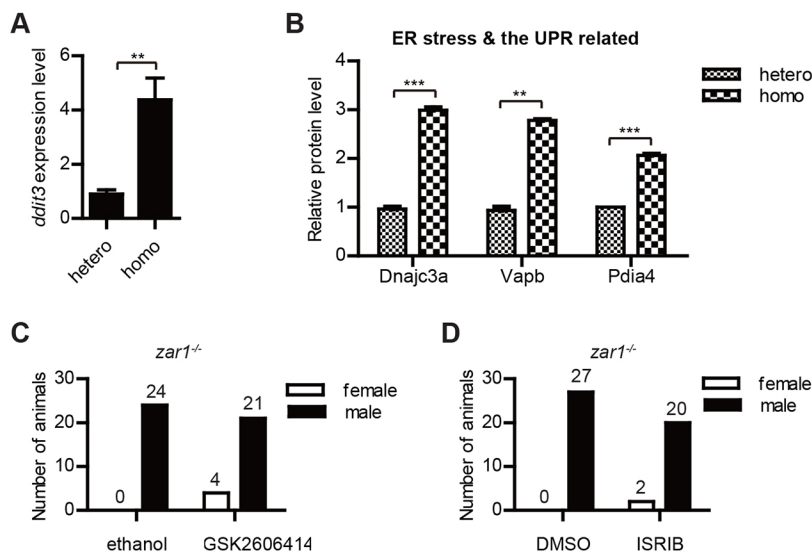 A
**
ddit3 expression level
6
4
2
0
hetero
homo
B
ER stress & the UPR related
Relative protein level
4
3
2
1
0
***
**
***
Dnajc3a
Vapb
Pdia4
hetero
homo
C
zar1-/-
Number of animals
30
20
10
0
0
24
4
21
ethanol
GSK2606414
female
male
D
zar1-/-
Number of animals
30
20
10
0
0
27
2
20
DMSO
ISRIB
female
male